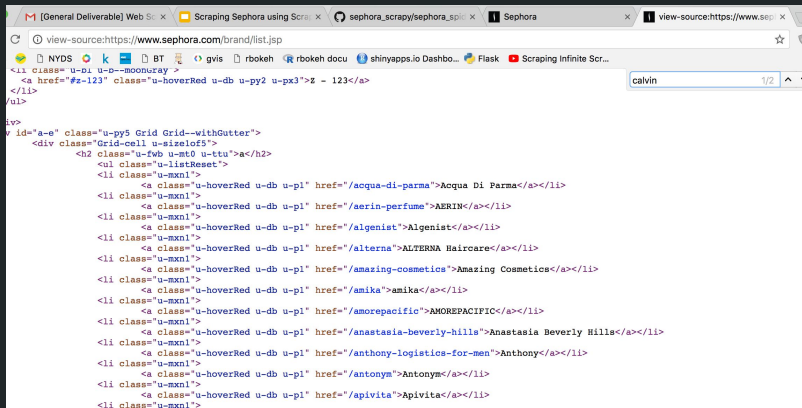 [General Deliverable] Web Sc
Scraping Sephora using Scrap
sephora_scrapy/sephora_spid
Sephora
view-source:https://www.sep
view-source:https://www.sephora.com/brand/list.jsp
NYDS
BT
gvis
rbokeh
rbokeh docu
shinyapps.io Dashbo...
Flask
Scraping Infinite Scr...
calvin
1/2
<li class="u-bl u-b--moonGray">
<a href="#z-123" class="u-hoverRed u-db u-py2 u-px3">Z – 123</a>
</li>
/ul>
iv>
v id="a-e" class="u-py5 Grid Grid--withGutter">
<div class="Grid-cell u-size1of5">
<h2 class="u-fwb u-mt0 u-ttu">a</h2>
<ul class="u-listReset">
<li class="u-mxn1">
<a class="u-hoverRed u-db u-p1" href="/acqua-di-parma">Acqua Di Parma</a></li>
<li class="u-mxn1">
<a class="u-hoverRed u-db u-p1" href="/aerin-perfume">AERIN</a></li>
<li class="u-mxn1">
<a class="u-hoverRed u-db u-p1" href="/algenist">Algenist</a></li>
<li class="u-mxn1">
<a class="u-hoverRed u-db u-p1" href="/alterna">ALTERNA Haircare</a></li>
<li class="u-mxn1">
<a class="u-hoverRed u-db u-p1" href="/amazing-cosmetics">Amazing Cosmetics</a></li>
<li class="u-mxn1">
<a class="u-hoverRed u-db u-p1" href="/amika">amika</a></li>
<li class="u-mxn1">
<a class="u-hoverRed u-db u-p1" href="/amorepacific">AMOREPACIFIC</a></li>
<li class="u-mxn1">
<a class="u-hoverRed u-db u-p1" href="/anastasia-beverly-hills">Anastasia Beverly Hills</a></li>
<li class="u-mxn1">
<a class="u-hoverRed u-db u-p1" href="/anthony-logistics-for-men">Anthony</a></li>
<li class="u-mxn1">
<a class="u-hoverRed u-db u-p1" href="/antonym">Antonym</a></li>
<li class="u-mxn1">
<a class="u-hoverRed u-db u-p1" href="/apivita">Apivita</a></li>
<li class="u-mxn1">